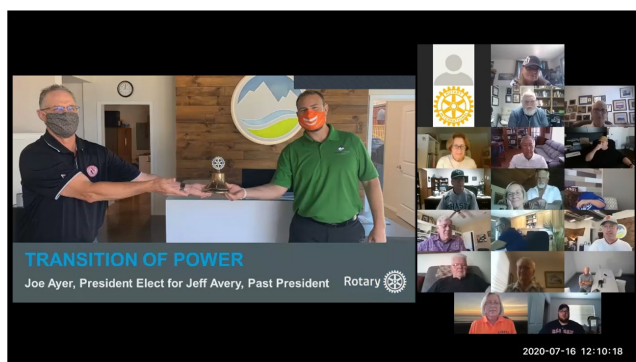 TRANSITION OF POWER
Joe Ayer, President Elect for Jeff Avery, Past President
Rotary
2020-07-16 12:10:18